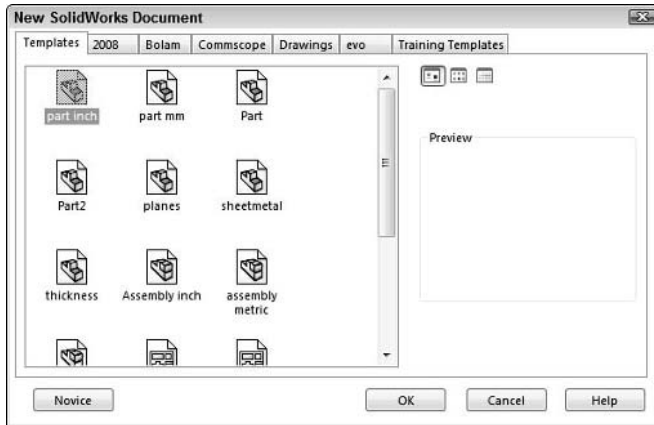 New SolidWorks Document
Templates 2008 Bolam Commscope Drawings evo Training Templates
part inch part mm Part
Preview
Part2 planes sheetmetal
thickness Assembly inch assembly metric
Novice OK Cancel Help